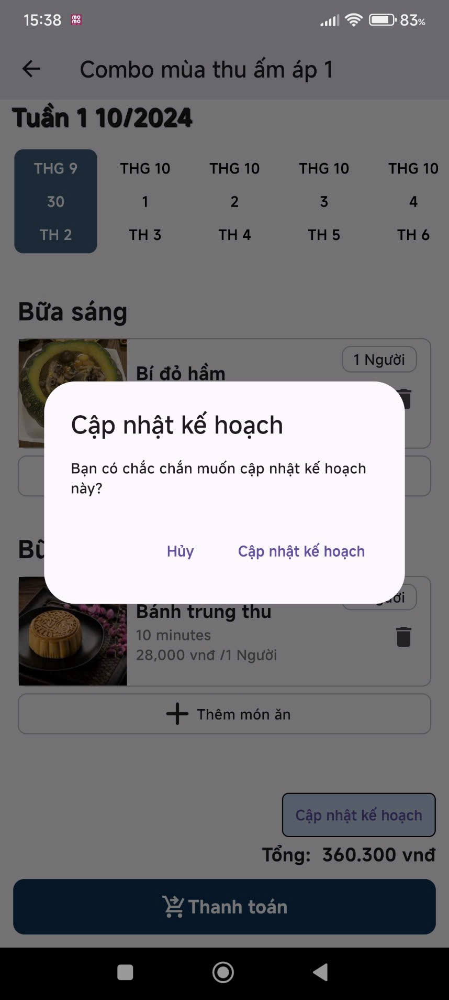 15:38
mo
mo
83%
Combo mùa thu ấm áp 1
Tuần 1 10/2024
THG 9 THG 10 THG 10 THG 10 THG 10
30 1 2 3 4
TH 2 TH 3 TH 4 TH 5 TH 6
Bữa sáng
1 Người
Bí đỏ hầm
Cập nhật kế hoạch
Bạn có chắc chắn muốn cập nhật kế hoạch
này?
Hủy Cập nhật kế hoạch
Bánh trung thu
10 minutes
28,000 vnđ /1 Người
Thêm món ăn
Cập nhật kế hoạch
Tổng: 360.300 vnđ
Thanh toán